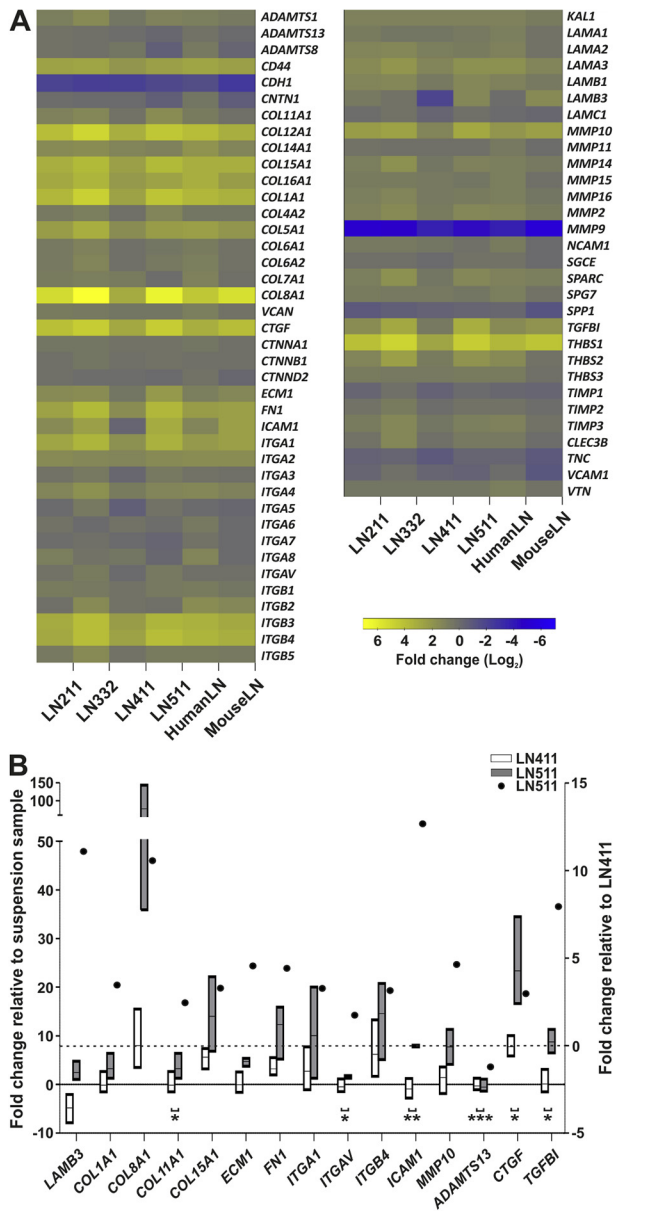 A
ADAMTS1
ADAMTS13
ADAMTS8
CD44
CDH1
CNTN1
COL11A1
COL12A1
COL14A1
COL15A1
COL16A1
COL1A1
COL4A2
COL5A1
COL6A1
COL6A2
COL7A1
COL8A1
VCAN
CTGF
CTNNA1
CTNNB1
CTNND2
ECM1
FN1
ICAM1
ITGA1
ITGA2
ITGA3
ITGA4
ITGA5
ITGA6
ITGA7
ITGA8
ITGAV
ITGB1
ITGB2
ITGB3
ITGB4
ITGB5
LN211
LN332
LN411
LN511
HumanLN
MouseLN
KAL1
LAMA1
LAMA2
LAMA3
LAMB1
LAMB3
LAMC1
MMP10
MMP11
MMP14
MMP15
MMP16
MMP2
MMP9
NCAM1
SGCE
SPARC
SPG7
SPP1
TGFBI
THBS1
THBS2
THBS3
TIMP1
TIMP2
TIMP3
CLEC3B
TNC
VCAM1
VTN
LN211
LN332
LN411
LN511
HumanLN
MouseLN
6 4 2 0 -2 -4 -6
Fold change (Log2)
B
LN411
LN511
LN511
Fold change relative to suspension sample
150
100
50
40
30
20
10
0
-10
15
10
5
0
-5
Fold change relative to LN411
* * ** *** * *
LAMB3
COL1A1
COL8A1
COL11A1
COL15A1
ECM1
FN1
ITGA1
ITGAV
ITGB4
ICAM1
MMP10
ADAMTS13
CTGF
TGFBI